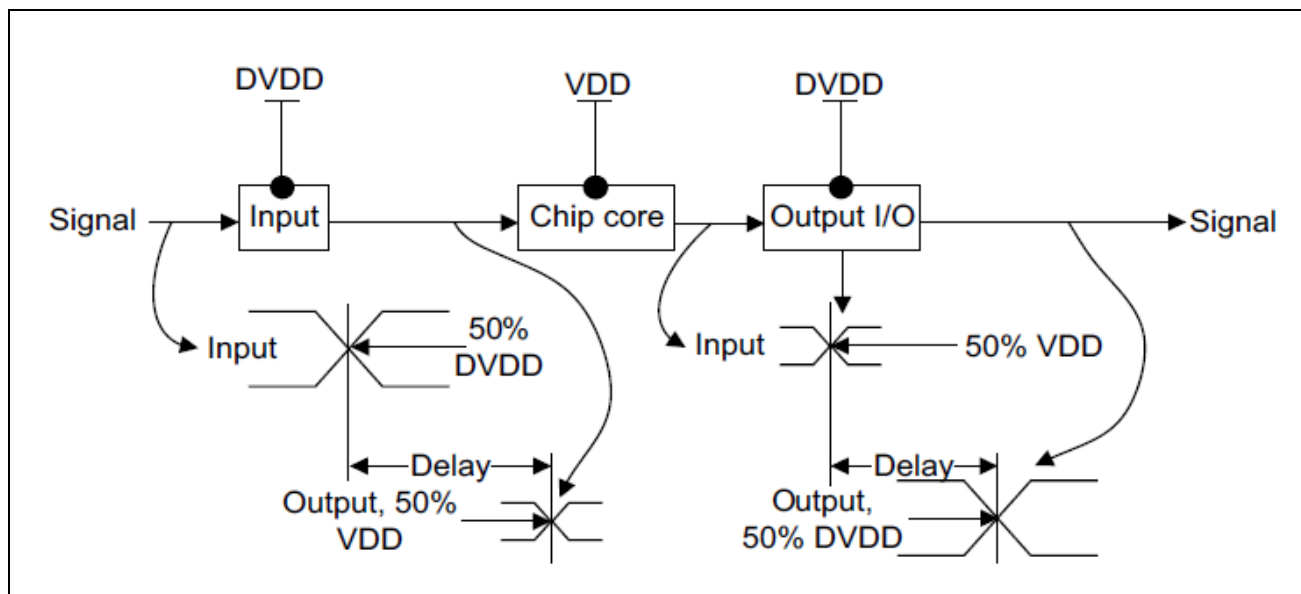 DVDD
VDD
DVDD
Signal
Input
Chip core
Output I/O
Signal
Input
50%
DVDD
Input
50% VDD
Delay
Output, 50%
VDD
Delay
Output,
50% DVDD